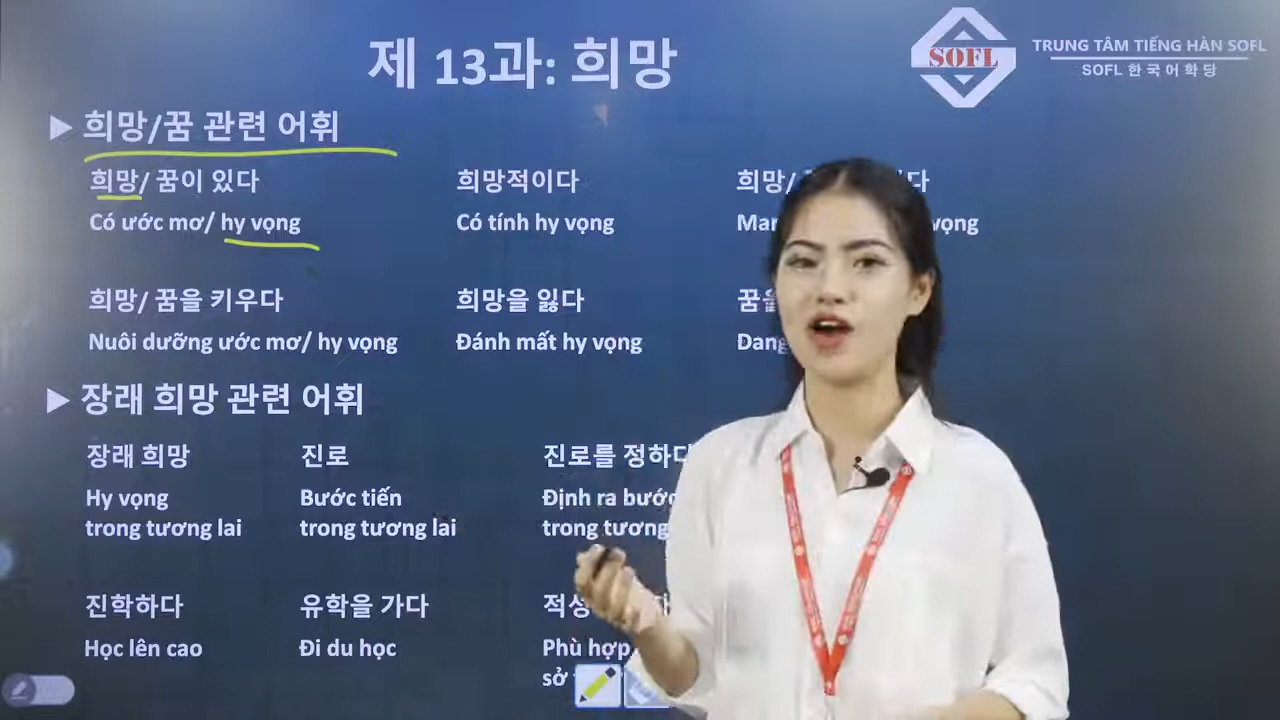 제 13과: 희망
SOFL
TRUNG TÂM TIẾNG HÀN SOFL
SOFL 한국어학당
희망/꿈 관련 어휘
희망/ 꿈이 있다
희망적이다
희망/
Có ước mơ/ hy vọng
Có tính hy vọng
vọng
희망/ 꿈을 키우다
희망을 잃다
Nuôi dưỡng ước mơ/ hy vọng
Đánh mất hy vọng
장래 희망 관련 어휘
장래 희망
진로
진로를 정하다
Hy vọng
Bước tiến
Định ra bước
trong tương lai
trong tương lai
trong tương
진학하다
유학을 가다
적성
Học lên cao
Đi du học
Phù hợp
sở